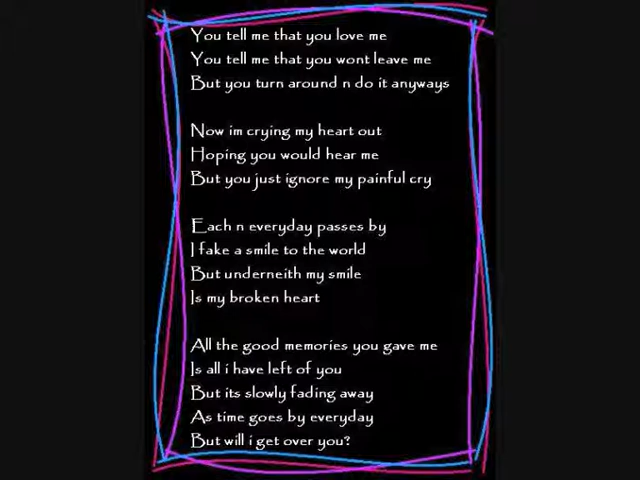 You tell me that you love me
You tell me that you wont leave me
But you turn around n do it anyways
Now im crying my heart out
Hoping you would hear me
But you just ignore my painful cry
Each n everyday passes by
I fake a smile to the world
But underneith my smile
Is my broken heart
All the good memories you gave me
Is all i have left of you
But its slowly fading away
As time goes by everyday
But will i get over you?